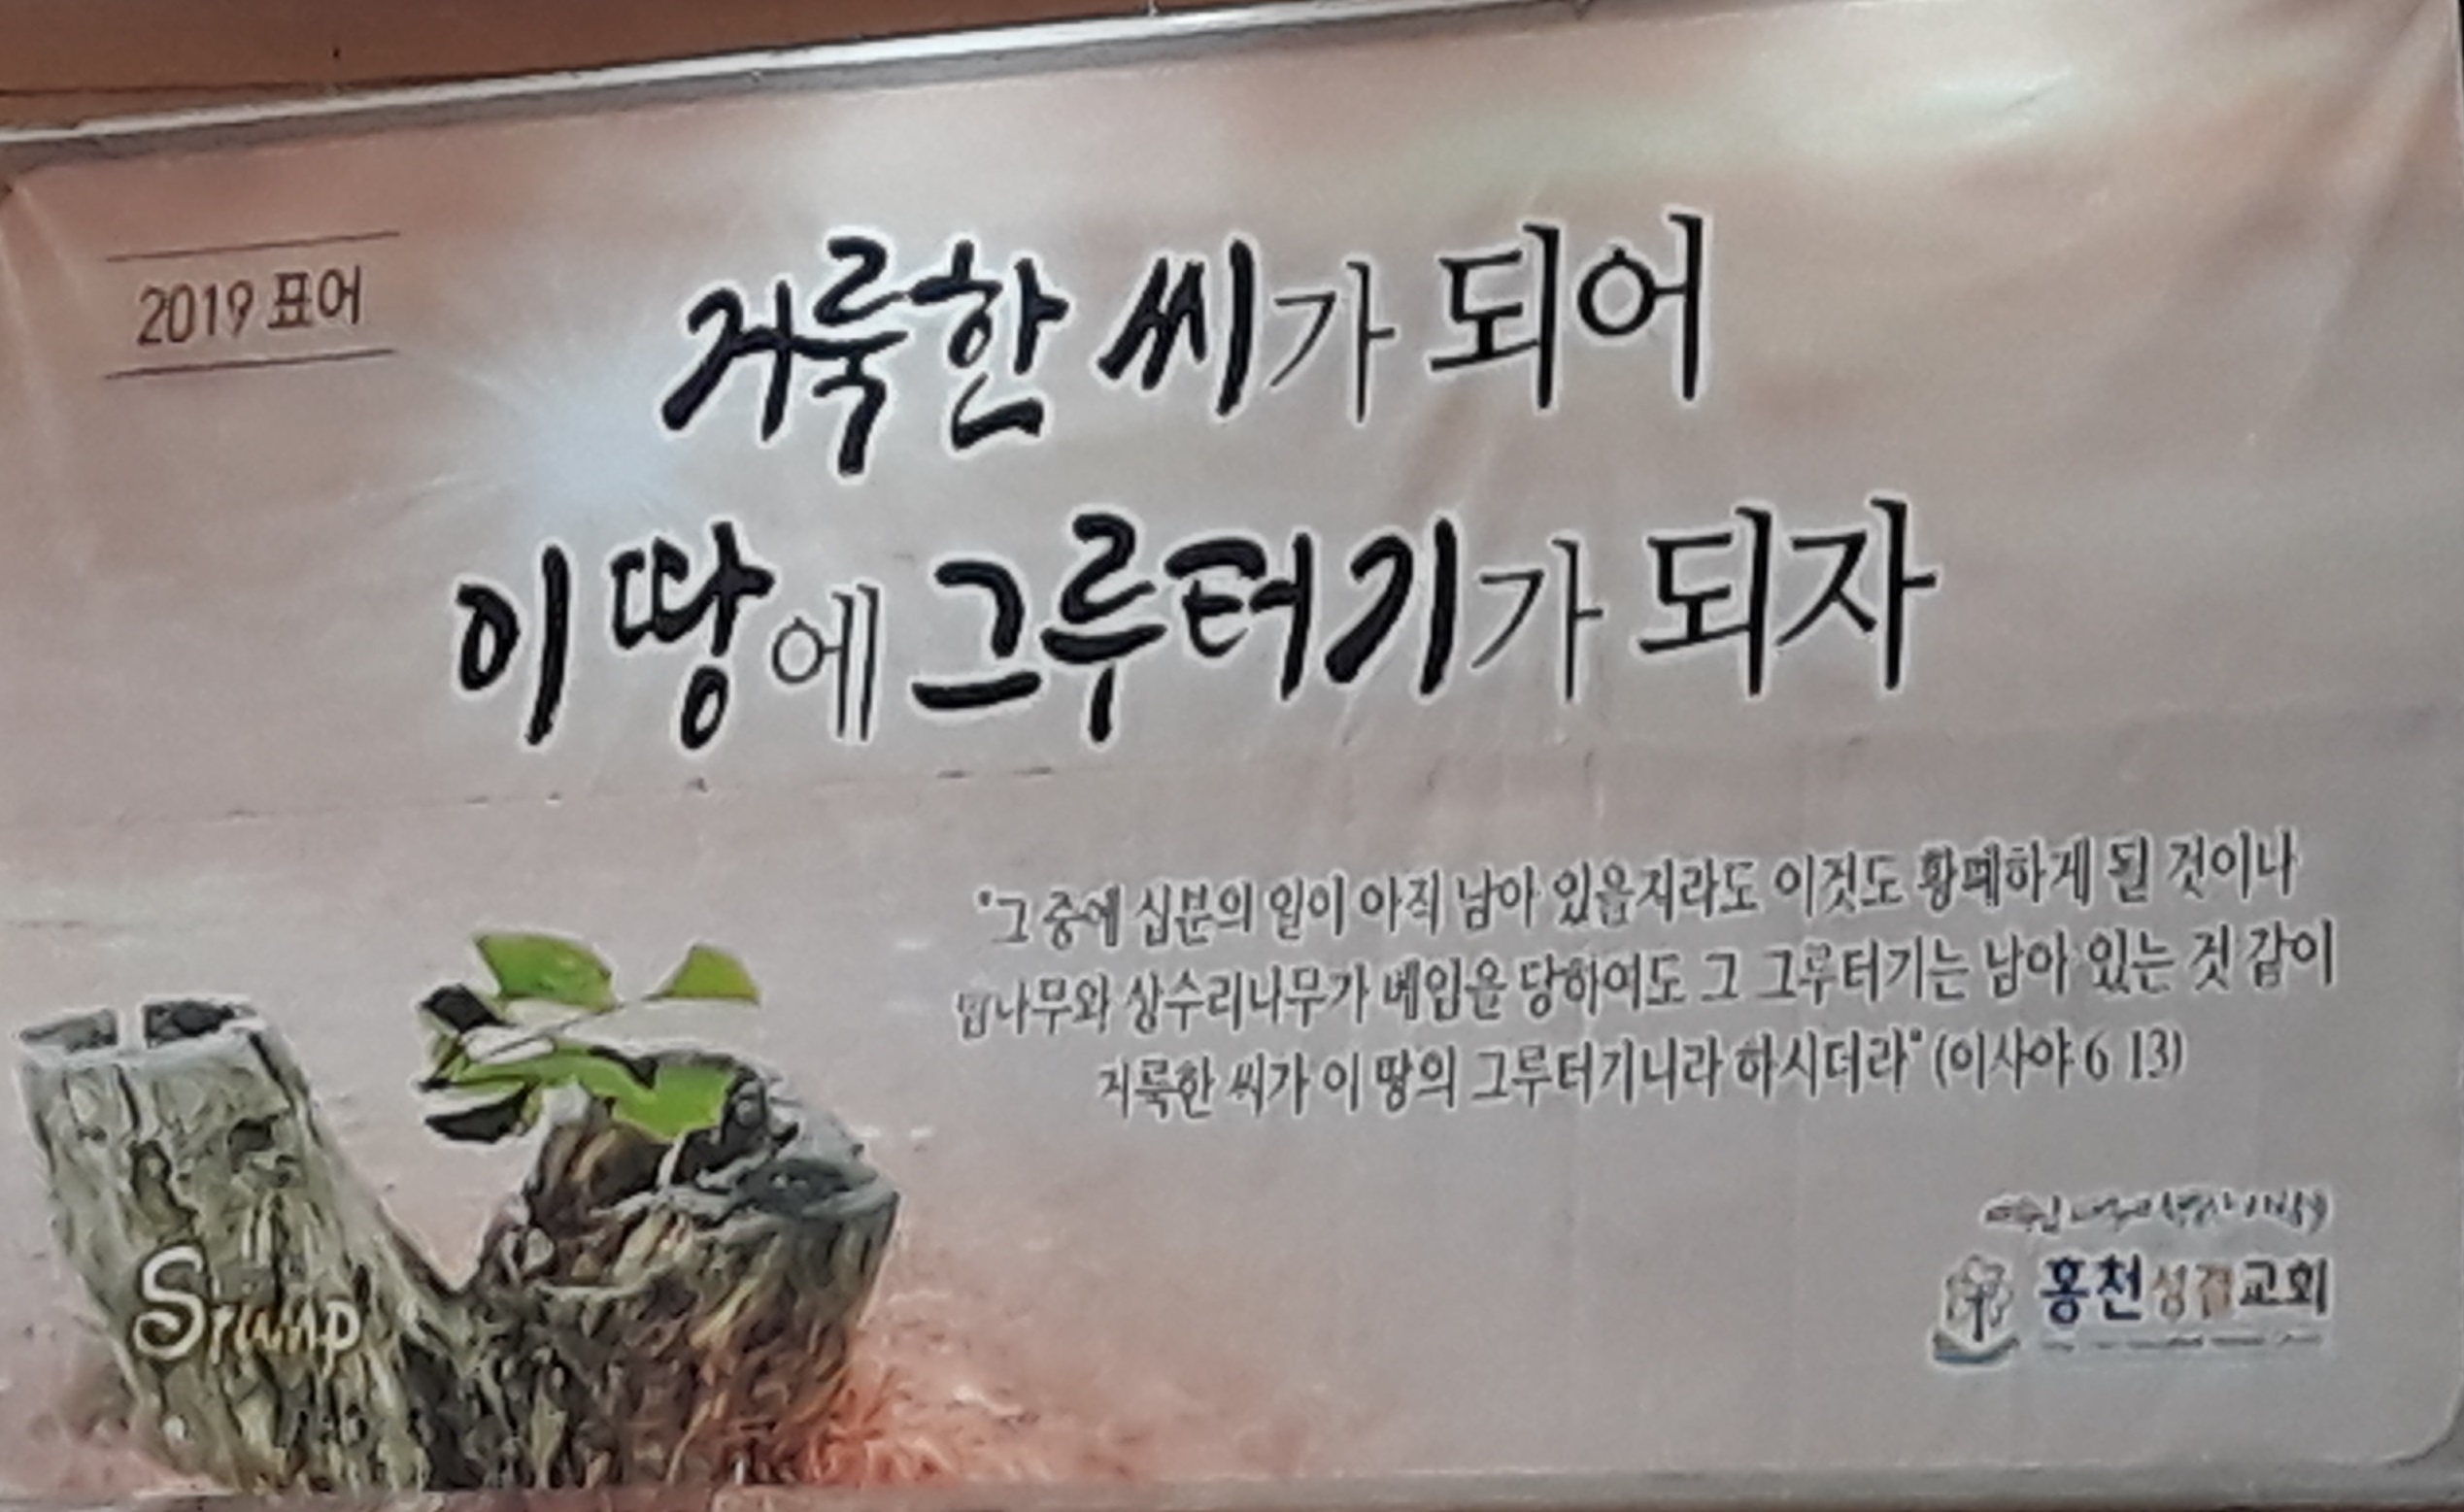 2019 표어
거룩한 씨가 되어
이 땅에 그루터기가 되자
"그 중에 십분의 일이 아직 남아 있을지라도 이것도 황폐하게 될 것이나
밤나무와 상수리나무가 베임을 당하여도 그 그루터기는 남아 있는 것 같이
거룩한 씨가 이 땅의 그루터기니라 하시더라" (이사야 6 13)
Stump
홍천성결교회